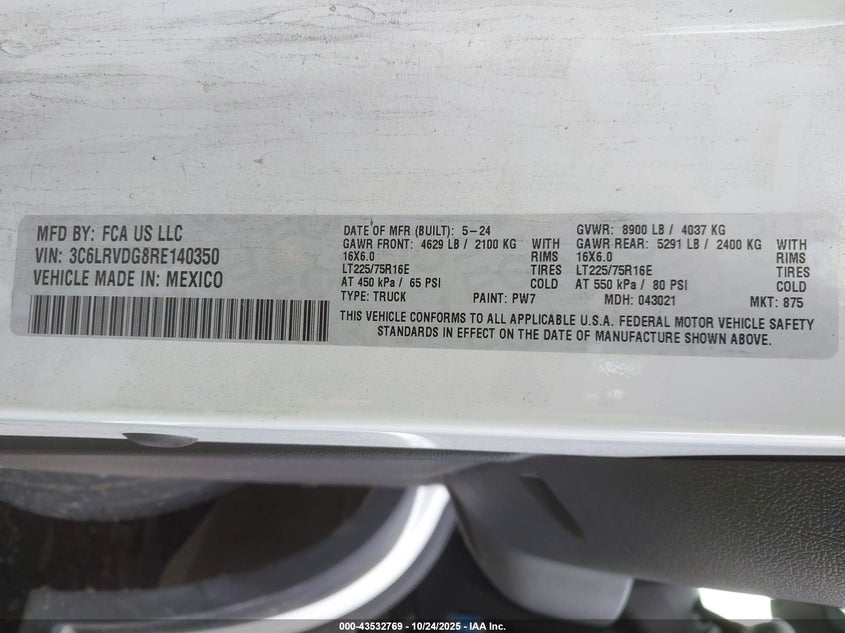 MFD BY: FCA US LLC
VIN: 3C6LRVDG8RE140350
VEHICLE MADE IN: MEXICO
DATE OF MFR (BUILT): 5-24 GVWR: 8900 LB / 4037 KG
GAWR FRONT: 4629 LB / 2100 KG WITH GAWR REAR: 5291 LB / 2400 KG WITH
16X6.0 RIMS 16X6.0 RIMS
LT225/75R16E TIRES LT225/75R16E TIRES
AT 450 kPa / 65 PSI COLD AT 550 kPa / 80 PSI COLD
TYPE: TRUCK PAINT: PW7 MDH: 043021 MKT: 875
THIS VEHICLE CONFORMS TO ALL APPLICABLE U.S.A. FEDERAL MOTOR VEHICLE SAFETY
STANDARDS IN EFFECT ON THE DATE OF MANUFACTURE SHOWN ABOVE.
000-43532769 - 10/24/2025 - IAA Inc.